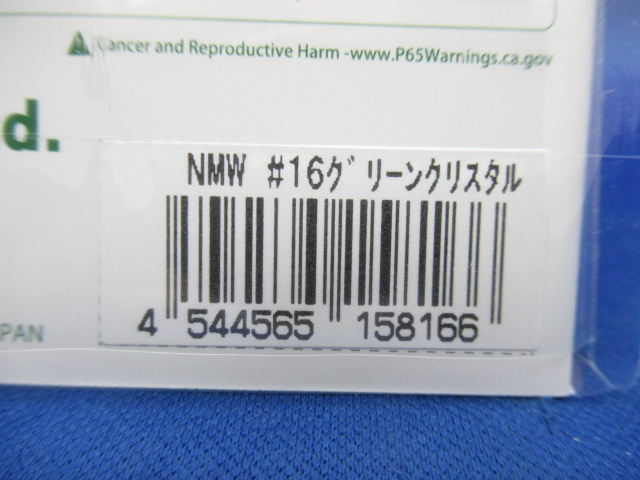 Cancer and Reproductive Harm -www.P65Warnings.ca.gov
d.
NMW #16グリーンクリスタル
4 544565 158166
PAN